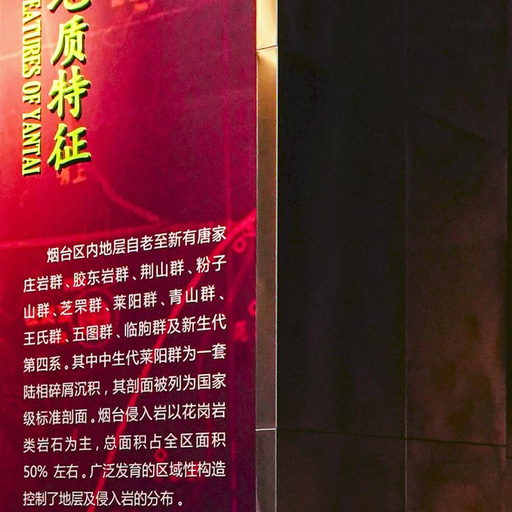 地质特征
FEATURES OF YANTAI
烟台区内地层自老至新有唐家
庄岩群、胶东岩群、荆山群、粉子
山群、芝罘群、莱阳群、青山群、
王氏群、五图群、临朐群及新生代
第四系。其中中生代莱阳群为一套
陆相碎屑沉积，其剖面被列为国家
级标准剖面。烟台侵入岩以花岗岩
类岩石为主，总面积占全区面积
50% 左右。广泛发育的区域性构造
控制了地层及侵入岩的分布。